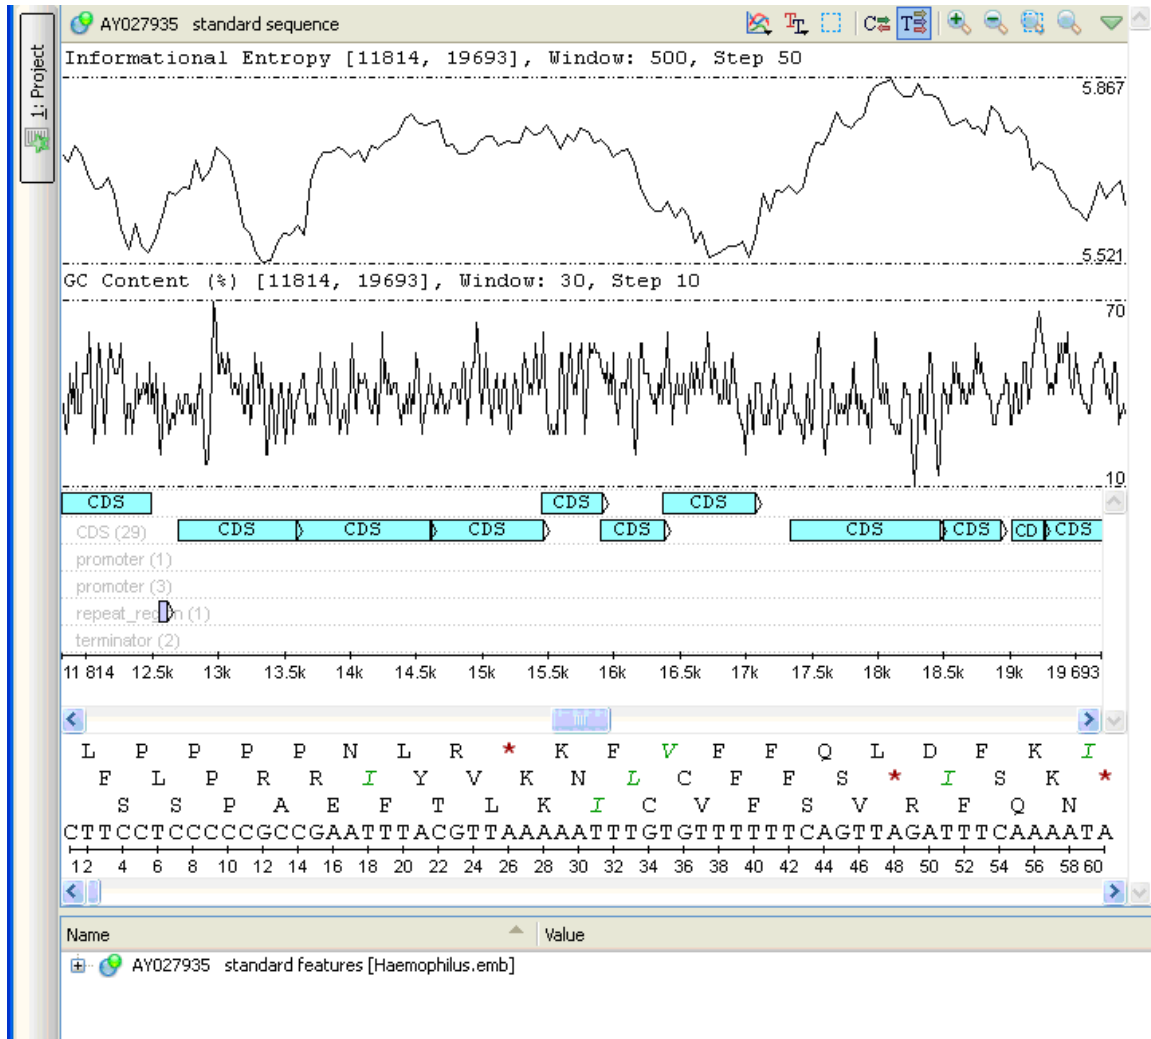 1: Project
AY027935 standard sequence
Informational Entropy [11814, 19693], Window: 500, Step 50
5.867
5.521
GC Content (%) [11814, 19693], Window: 30, Step 10
70
10
CDS CDS CDS
CDS (29) CDS CDS CDS CDS CDS CDS CD CDS
promoter (1)
promoter (3)
repeat_region (1)
terminator (2)
11 814 12.5k 13k 13.5k 14k 14.5k 15k 15.5k 16k 16.5k 17k 17.5k 18k 18.5k 19k 19 693
L P P P P N L R * K F V F F Q L D F K I
F L P R R I Y V K N L C F F S * I S K *
S S P A E F T L K I C V F S V R F Q N
CTTCCTCCCCCGCCGAATTTACGTTAAAAATTTGTGTTTTTTCAGTTAGATTTCAAAATA
1 2 4 6 8 10 12 14 16 18 20 22 24 26 28 30 32 34 36 38 40 42 44 46 48 50 52 54 56 58 60
Name Value
AY027935 standard features [Haemophilus.emb]